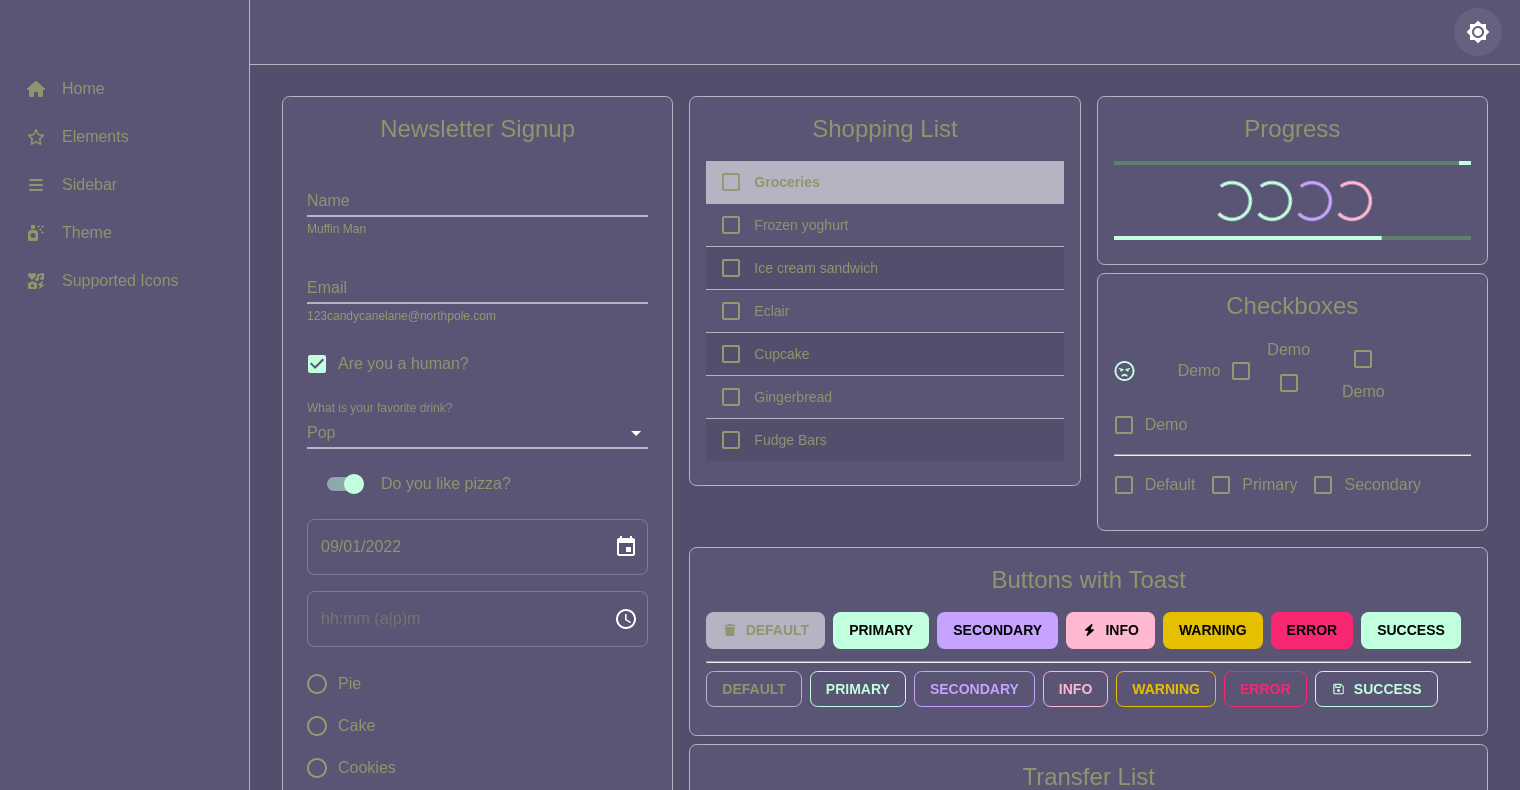 Home
Elements
Sidebar
Theme
Supported Icons
Newsletter Signup
Name
Muffin Man
Email
123candycanelane@northpole.com
Are you a human?
What is your favorite drink?
Pop
Do you like pizza?
09/01/2022
hh:mm (a|p)m
Pie
Cake
Cookies
Shopping List
Groceries
Frozen yoghurt
Ice cream sandwich
Eclair
Cupcake
Gingerbread
Fudge Bars
Progress
Checkboxes
Demo
Demo
Demo
Demo
Default Primary Secondary
Buttons with Toast
DEFAULT PRIMARY SECONDARY INFO WARNING ERROR SUCCESS
DEFAULT PRIMARY SECONDARY INFO WARNING ERROR SUCCESS
Transfer List